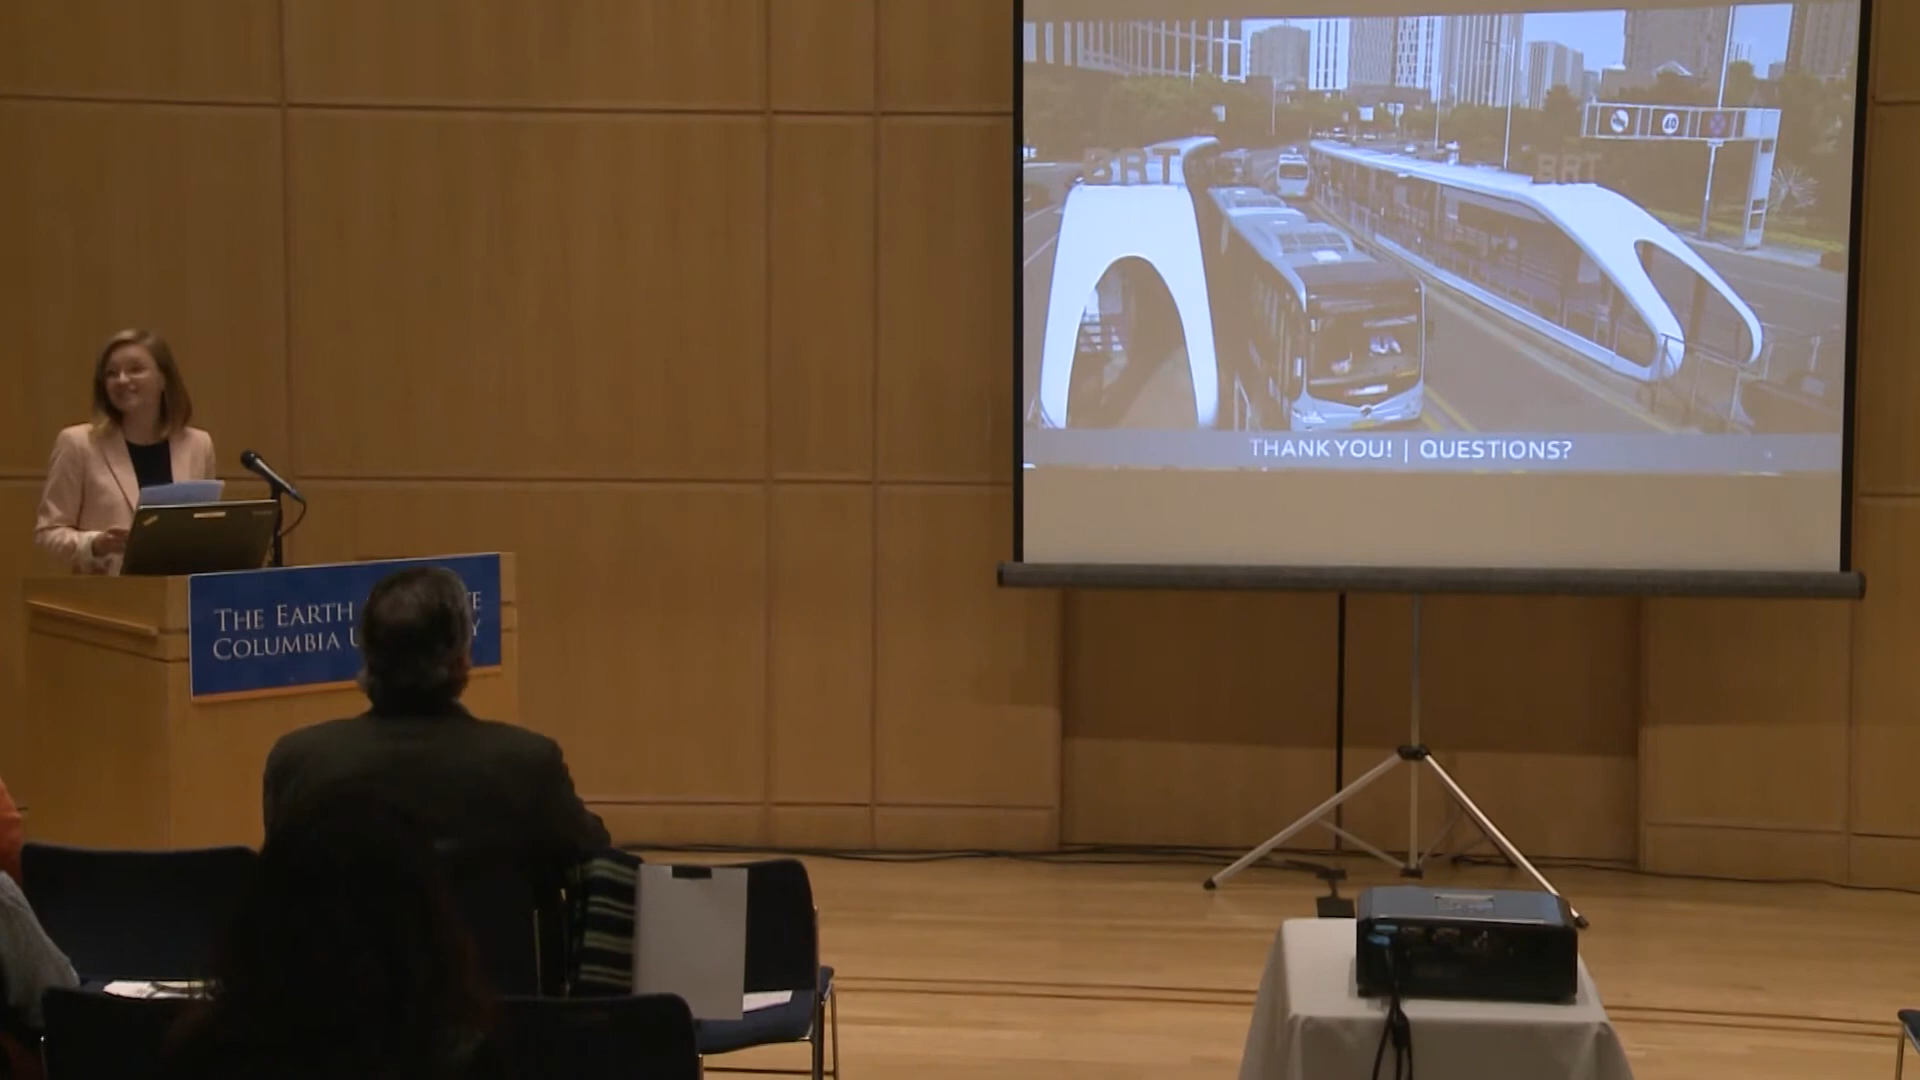 BRT
BRT
40
THANK YOU! | QUESTIONS?
THE EARTH
COLUMBIA